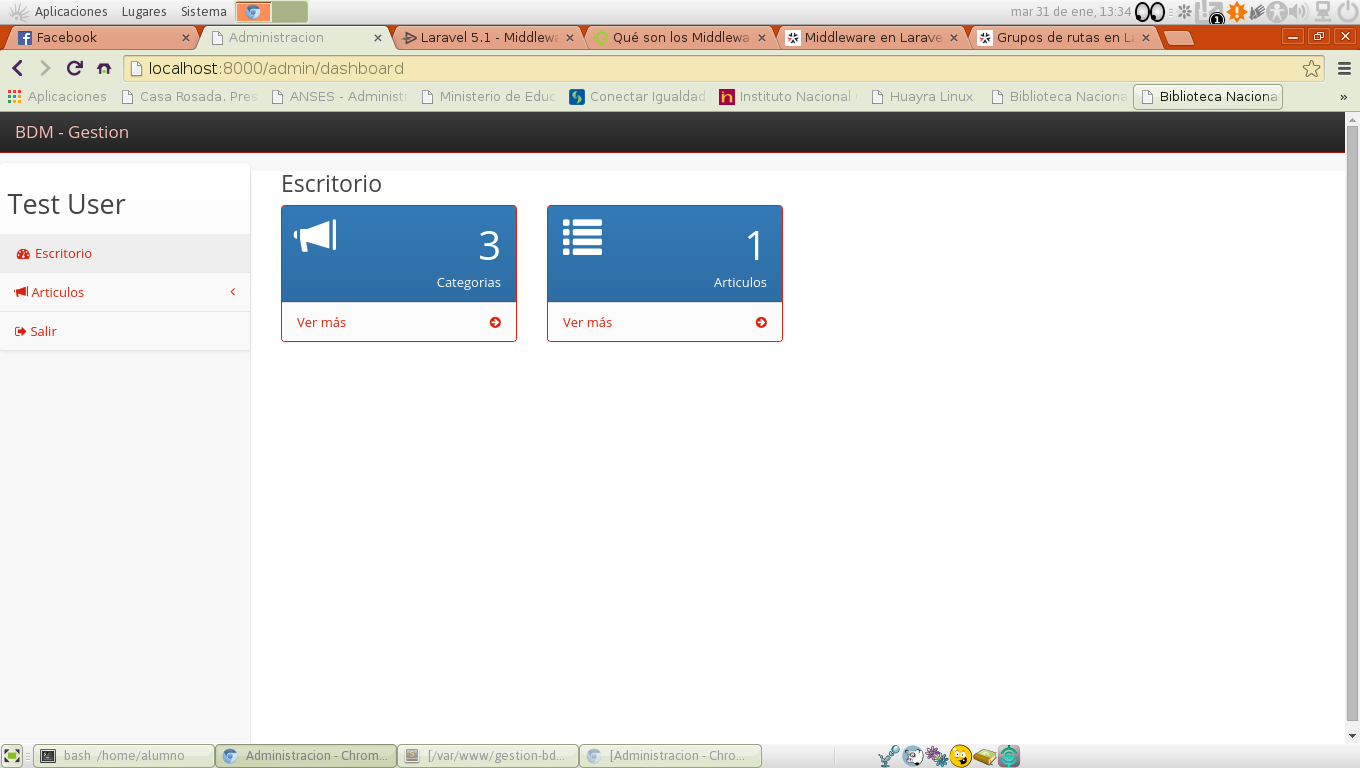 Aplicaciones Lugares Sistema mar 31 de ene, 13:34 1
Facebook Administracion Laravel 5.1 - Middlewa Qué son los Middlewa Middleware en Larave Grupos de rutas en L
localhost:8000/admin/dashboard
Aplicaciones Casa Rosada. Pres ANSES - Administr Ministerio de Educ Conectar Igualdad Instituto Nacional Huayra Linux Biblioteca Naciona Biblioteca Naciona »
BDM - Gestion
Test User
Escritorio
Articulos
Salir
Escritorio
3
Categorias
Ver más
1
Articulos
Ver más
bash /home/alumno Administracion - Chrom... [/var/www/gestion-bd... [Administracion - Chro...